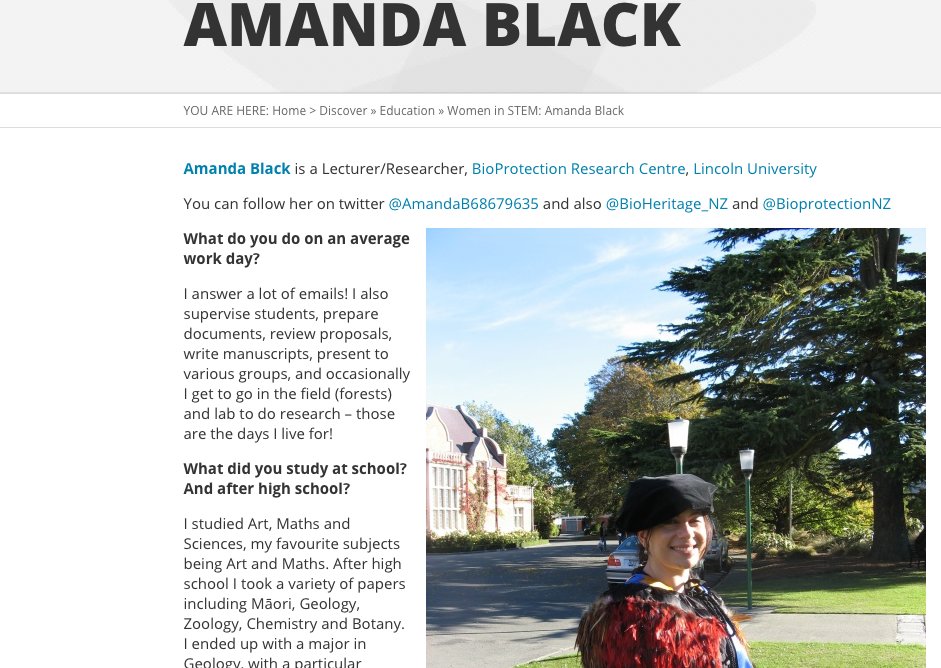 AMANDA BLACK
YOU ARE HERE: Home > Discover » Education » Women in STEM: Amanda Black
Amanda Black is a Lecturer/Researcher, BioProtection Research Centre, Lincoln University
You can follow her on twitter @AmandaB68679635 and also @BioHeritage_NZ and @BioprotectionNZ
What do you do on an average
work day?
I answer a lot of emails! I also
supervise students, prepare
documents, review proposals,
write manuscripts, present to
various groups, and occasionally
I get to go in the field (forests)
and lab to do research – those
are the days I live for!
What did you study at school?
And after high school?
I studied Art, Maths and
Sciences, my favourite subjects
being Art and Maths. After high
school I took a variety of papers
including Māori, Geology,
Zoology, Chemistry and Botany.
I ended up with a major in
Geology, with a particular